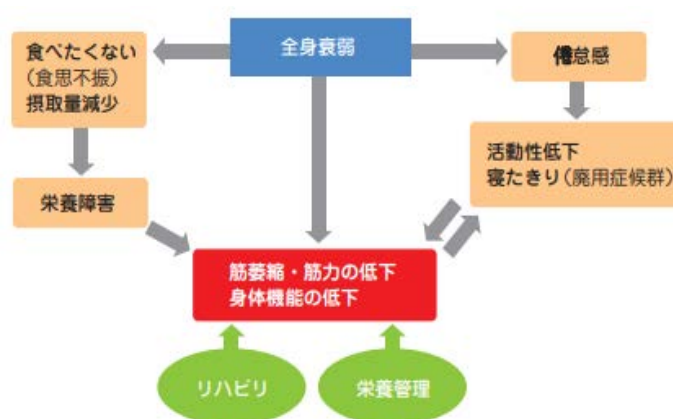 全身衰弱
食べたくない
(食思不振)
摂取量減少
倦怠感
栄養障害
活動性低下
寝たきり(廃用症候群)
筋萎縮・筋力の低下
身体機能の低下
リハビリ
栄養管理